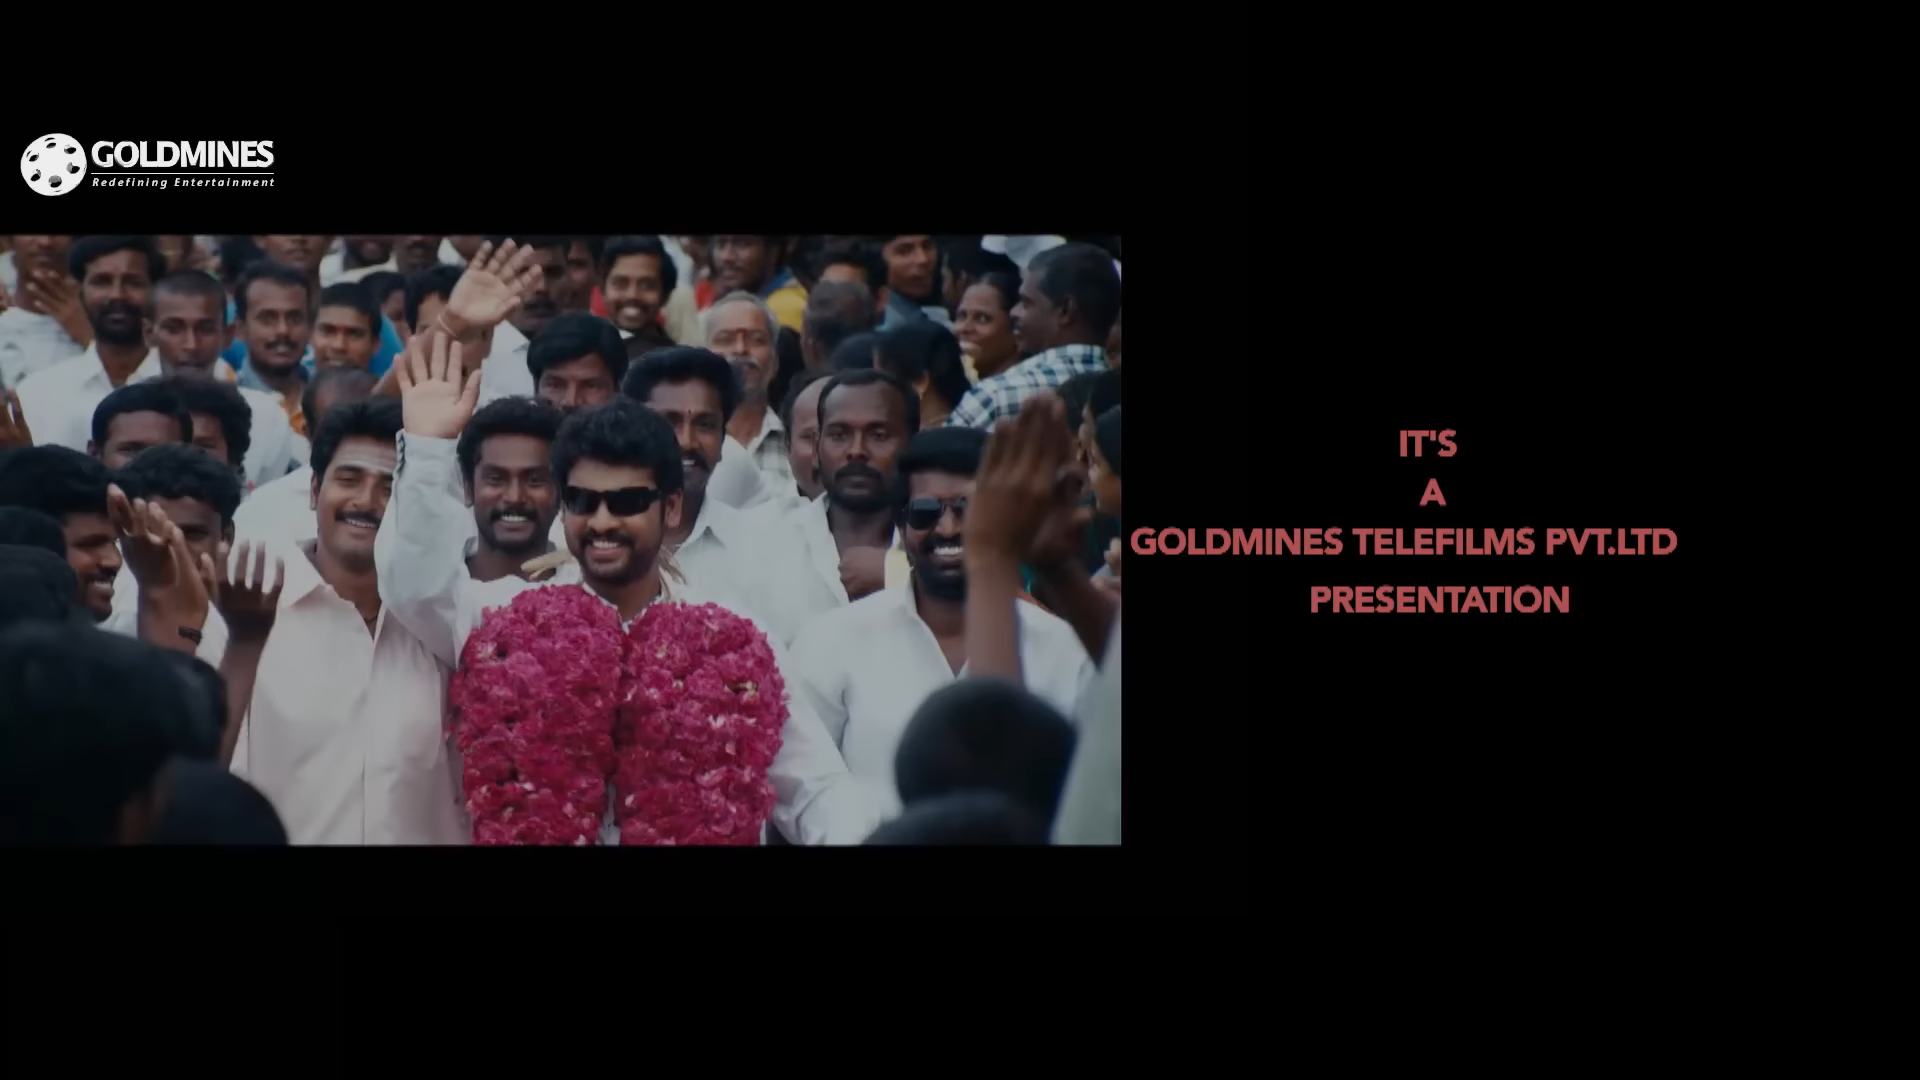 GOLDMINES
Redefining Entertainment
IT'S
A
GOLDMINES TELEFILMS PVT.LTD
PRESENTATION